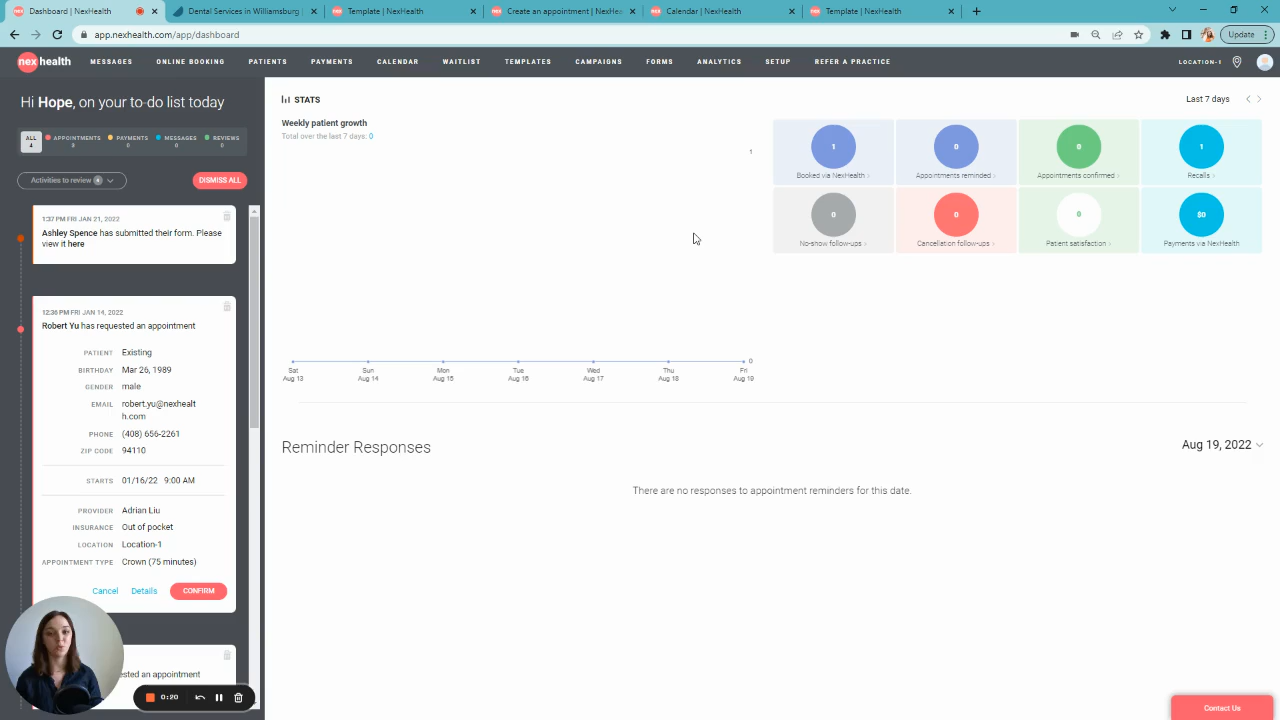 Dashboard | NexHealth
Dental Services in Williamsburg |
Template | NexHealth
Create an appointment | NexHea
Calendar | NexHealth
Template | NexHealth
app.nexhealth.com/app/dashboard
Update
nexhealth
MESSAGES
ONLINE BOOKING
PATIENTS
PAYMENTS
CALENDAR
WAITLIST
TEMPLATES
CAMPAIGNS
FORMS
ANALYTICS
SETUP
REFER A PRACTICE
LOCATION-1
Hi Hope, on your to-do list today
ALL
4
APPOINTMENTS
PAYMENTS
0
MESSAGES
0
REVIEWS
0
Activities to review 4
DISMISS ALL
1:37 PM FRI JAN 21, 2022
Ashley Spence has submitted their form. Please
view it here
12:36 PM FRI JAN 14, 2022
Robert Yu has requested an appointment
PATIENT Existing
BIRTHDAY Mar 26, 1989
GENDER male
EMAIL robert.yu@nexhealt
h.com
PHONE (408) 656-2261
ZIP CODE 94110
STARTS 01/16/22 9:00 AM
PROVIDER Adrian Liu
INSURANCE Out of pocket
LOCATION Location-1
APPOINTMENT TYPE Crown (75 minutes)
Cancel Details CONFIRM
ested an appointment
0:20
STATS
Last 7 days
Weekly patient growth
Total over the last 7 days: 0
1
0
Sat
Aug 13
Sun
Aug 14
Mon
Aug 15
Tue
Aug 16
Wed
Aug 17
Thu
Aug 18
Fri
Aug 19
1
Booked via NexHealth
0
Appointments reminded
0
Appointments confirmed
1
Recalls
0
No-show follow-ups
0
Cancellation follow-ups
0
Patient satisfaction
$0
Payments via NexHealth
Reminder Responses
Aug 19, 2022
There are no responses to appointment reminders for this date.
Contact Us